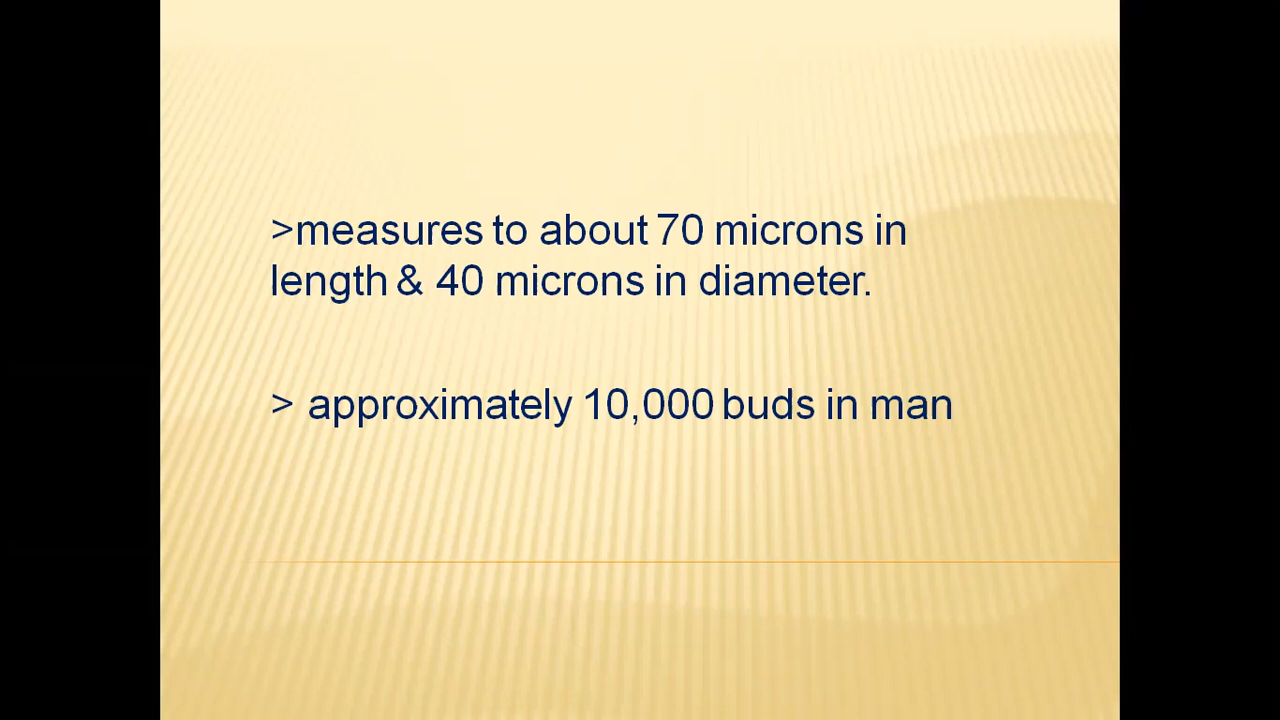 >measures to about 70 microns in
length & 40 microns in diameter.
> approximately 10,000 buds in man